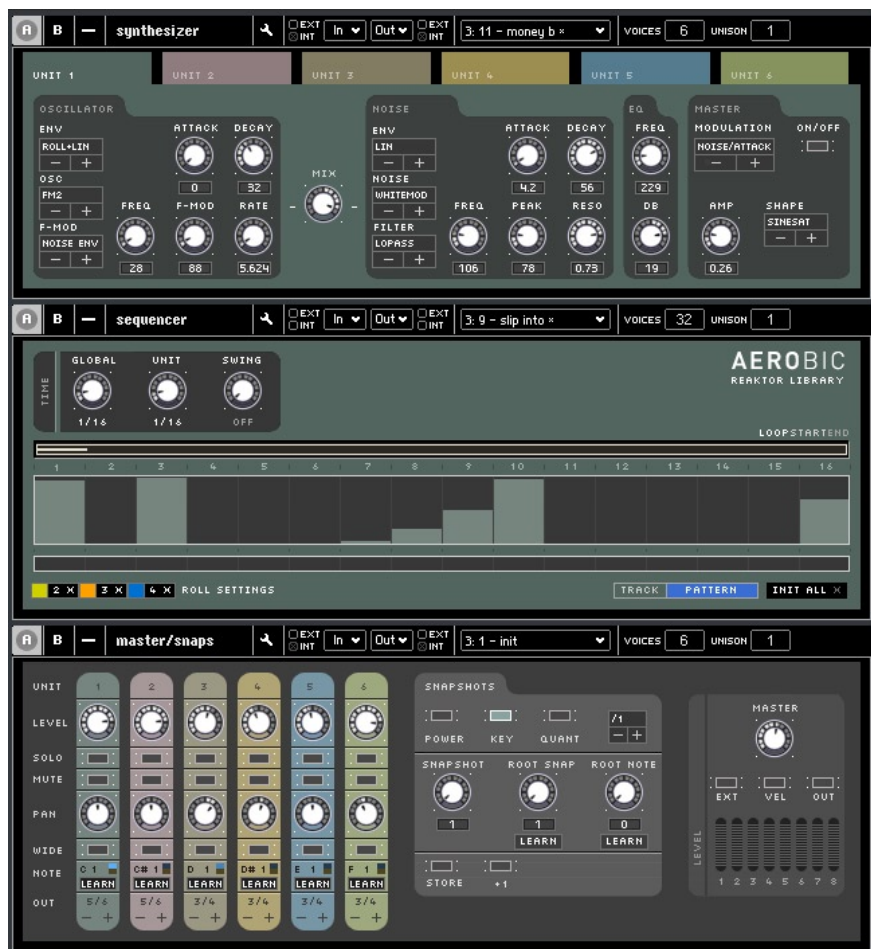 A B — synthesizer EXT INT In Out EXT INT 3: 11 - money b × VOICES 6 UNISON 1
UNIT 1 UNIT 2 UNIT 3 UNIT 4 UNIT 5 UNIT 6
OSCILLATOR NOISE EQ MASTER
ENV ATTACK DECAY ENV ATTACK DECAY FREQ MODULATION ON/OFF
ROLL+LIN LIN NOISE/ATTACK
— + — + — +
OSC 0 32 MIX NOISE 4.2 56 229
FM2 WHITEMOD
— + FREQ F-MOD RATE — + FREQ PEAK RESO DB AMP SHAPE
F-MOD FILTER SINESAT
NOISE ENV LOPASS — +
— + 28 88 5.624 — + 106 78 0.73 19 0.26
A B — sequencer EXT INT In Out EXT INT 3: 9 - slip into × VOICES 32 UNISON 1
TIME GLOBAL UNIT SWING AEROBIC
REAKTOR LIBRARY
1/16 1/16 OFF
LOOPSTARTEND
1 2 3 4 5 6 7 8 9 10 11 12 13 14 15 16
2 X 3 X 4 X ROLL SETTINGS TRACK PATTERN INIT ALL X
A B — master/snaps EXT INT In Out EXT INT 3: 1 - init VOICES 6 UNISON 1
UNIT 1 2 3 4 5 6 SNAPSHOTS
MASTER
LEVEL /1
POWER KEY QUANT — +
SOLO SNAPSHOT ROOT SNAP ROOT NOTE
MUTE
EXT VEL OUT
PAN
1 1 0
LEARN LEARN
WIDE
NOTE C 1 C# 1 D 1 D# 1 E 1 F 1
LEARN LEARN LEARN LEARN LEARN LEARN
LEVEL
STORE +1 1 2 3 4 5 6 7 8
OUT 5/6 5/6 3/4 3/4 3/4 3/4
— + — + — + — + — + — +